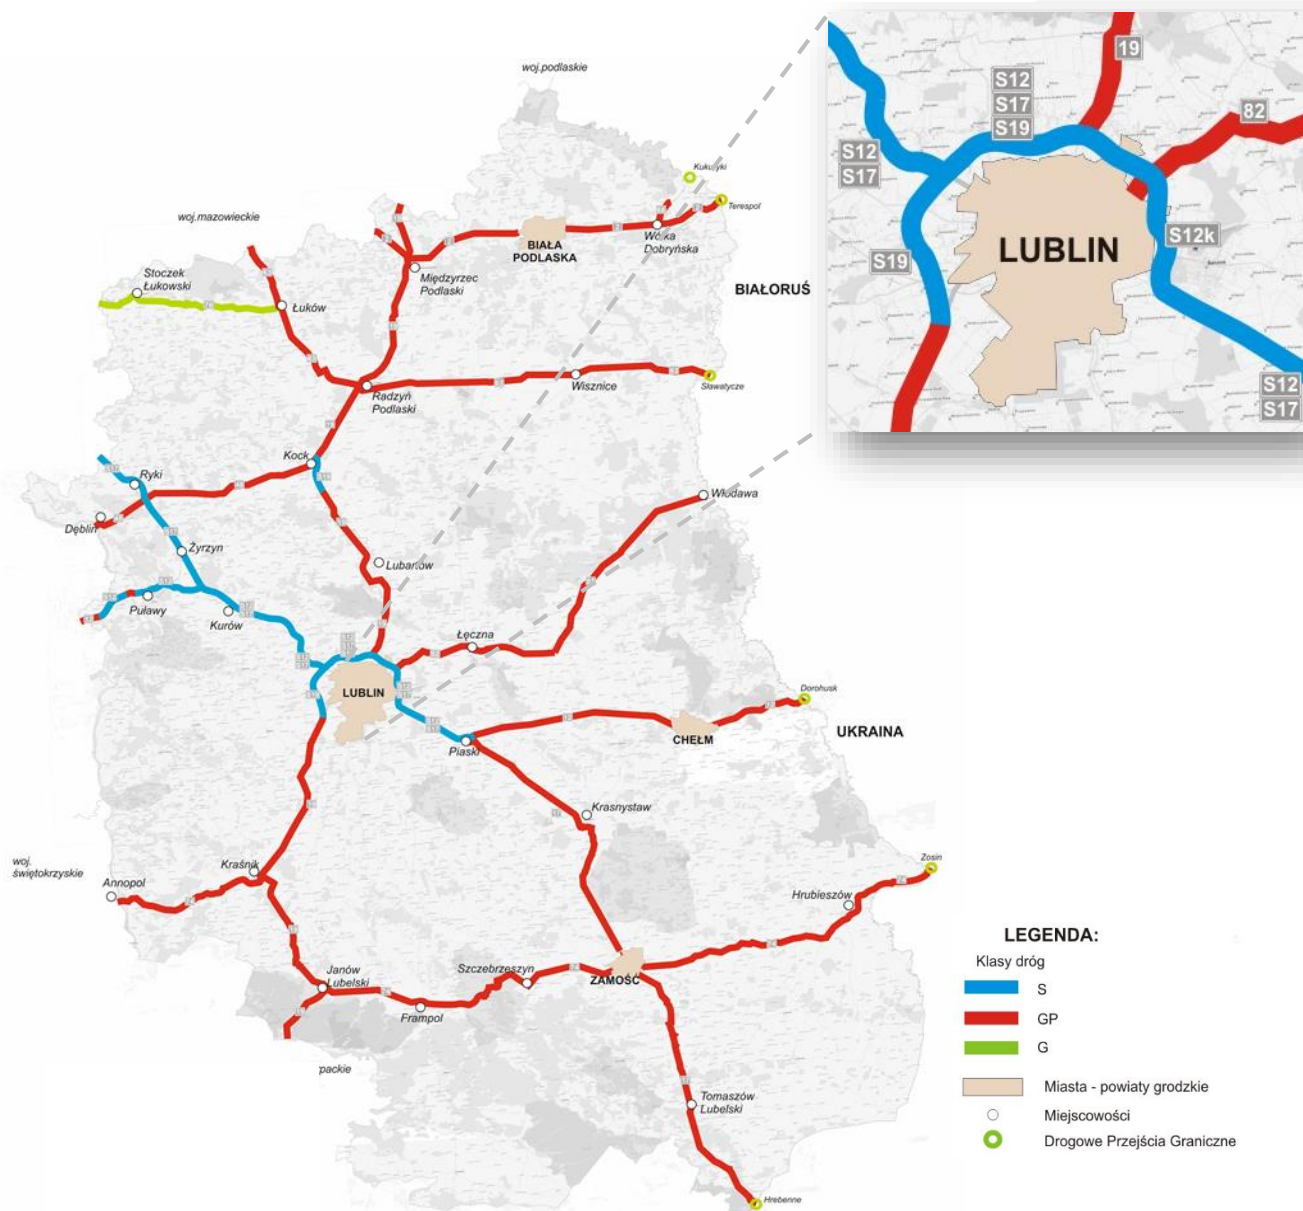 woj.podlaskie
woj.mazowieckie
Terespol
BIAŁA
PODLASKA
Wólka
Dobryńska
Stoczek
Łukowski
Międzyrzec
Podlaski
BIAŁORUŚ
Łuków
Wisznice
Sławatycze
Radzyń
Podlaski
Kock
Ryki
Włodawa
Dęblin
Żyrzyn
Lubartów
Puławy
Kurów
Łęczna
LUBLIN
Dorohusk
UKRAINA
CHEŁM
Piaski
Krasnystaw
woj.
świętokrzyskie
Kraśnik
Annopol
Zosin
Hrubieszów
Janów
Lubelski
Szczebrzeszyn
ZAMOŚĆ
Frampol
Tomaszów
Lubelski
Hrebenne
19
S12
S17
S19
82
S12
S17
S12k
LUBLIN
S19
S12
S17
LEGENDA:
Klasy dróg
S
GP
G
Miasta - powiaty grodzkie
Miejscowości
Drogowe Przejścia Graniczne